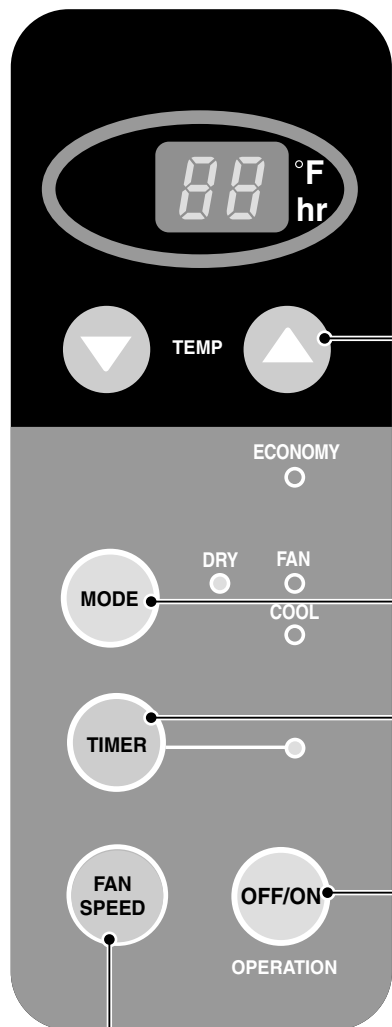 88 °F
hr
TEMP
ECONOMY
DRY FAN
MODE
COOL
TIMER
FAN
SPEED
OFF/ON
OPERATION